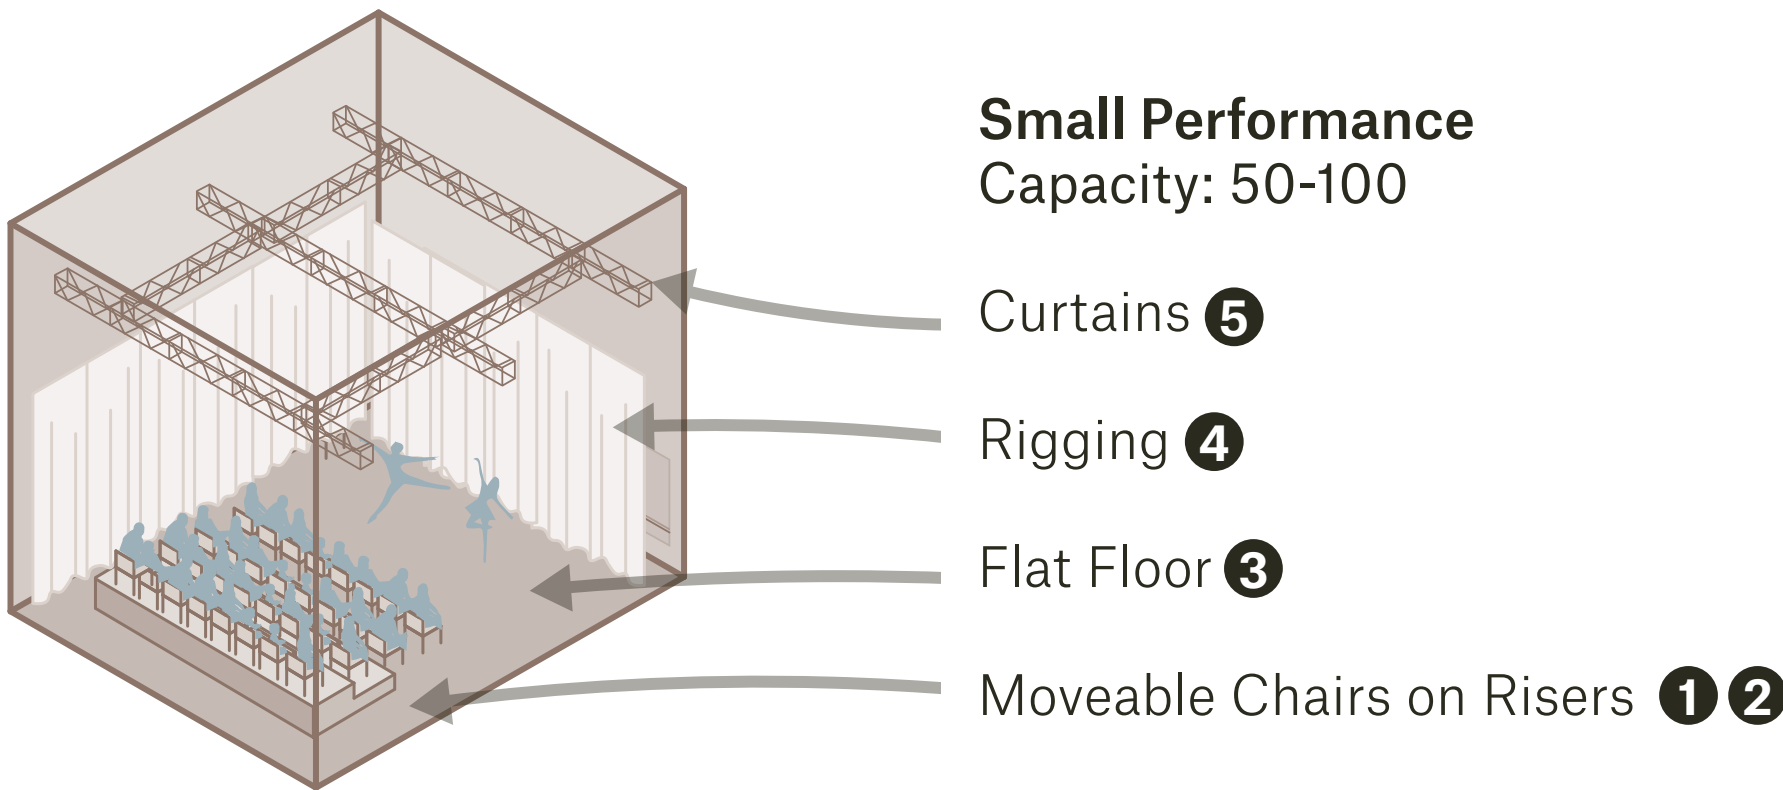 Small Performance
Capacity: 50-100
Curtains 5
Rigging 4
Flat Floor 3
Moveable Chairs on Risers 1 2